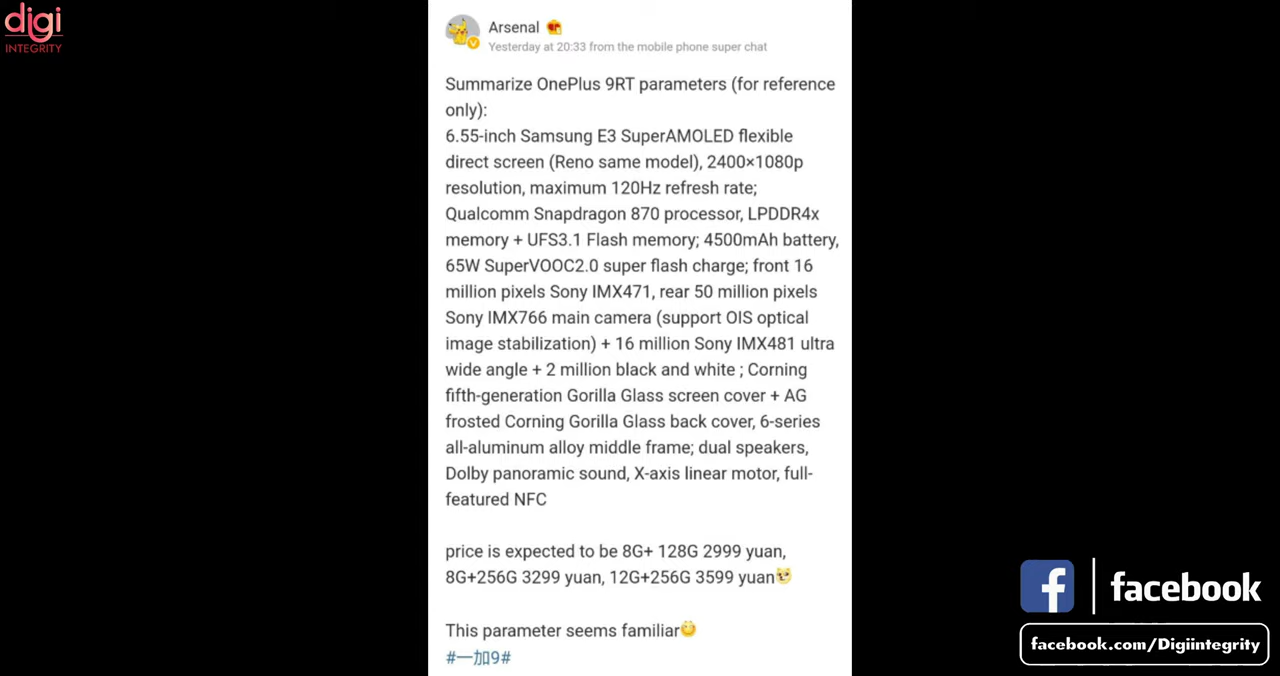 digi
INTEGRITY
Arsenal
Yesterday at 20:33 from the mobile phone super chat
Summarize OnePlus 9RT parameters (for reference
only):
6.55-inch Samsung E3 SuperAMOLED flexible
direct screen (Reno same model), 2400×1080p
resolution, maximum 120Hz refresh rate;
Qualcomm Snapdragon 870 processor, LPDDR4x
memory + UFS3.1 Flash memory; 4500mAh battery,
65W SuperVOOC2.0 super flash charge; front 16
million pixels Sony IMX471, rear 50 million pixels
Sony IMX766 main camera (support OIS optical
image stabilization) + 16 million Sony IMX481 ultra
wide angle + 2 million black and white ; Corning
fifth-generation Gorilla Glass screen cover + AG
frosted Corning Gorilla Glass back cover, 6-series
all-aluminum alloy middle frame; dual speakers,
Dolby panoramic sound, X-axis linear motor, full-
featured NFC
price is expected to be 8G+ 128G 2999 yuan,
8G+256G 3299 yuan, 12G+256G 3599 yuan
This parameter seems familiar
#一加9#
f | facebook
facebook.com/Digiintegrity